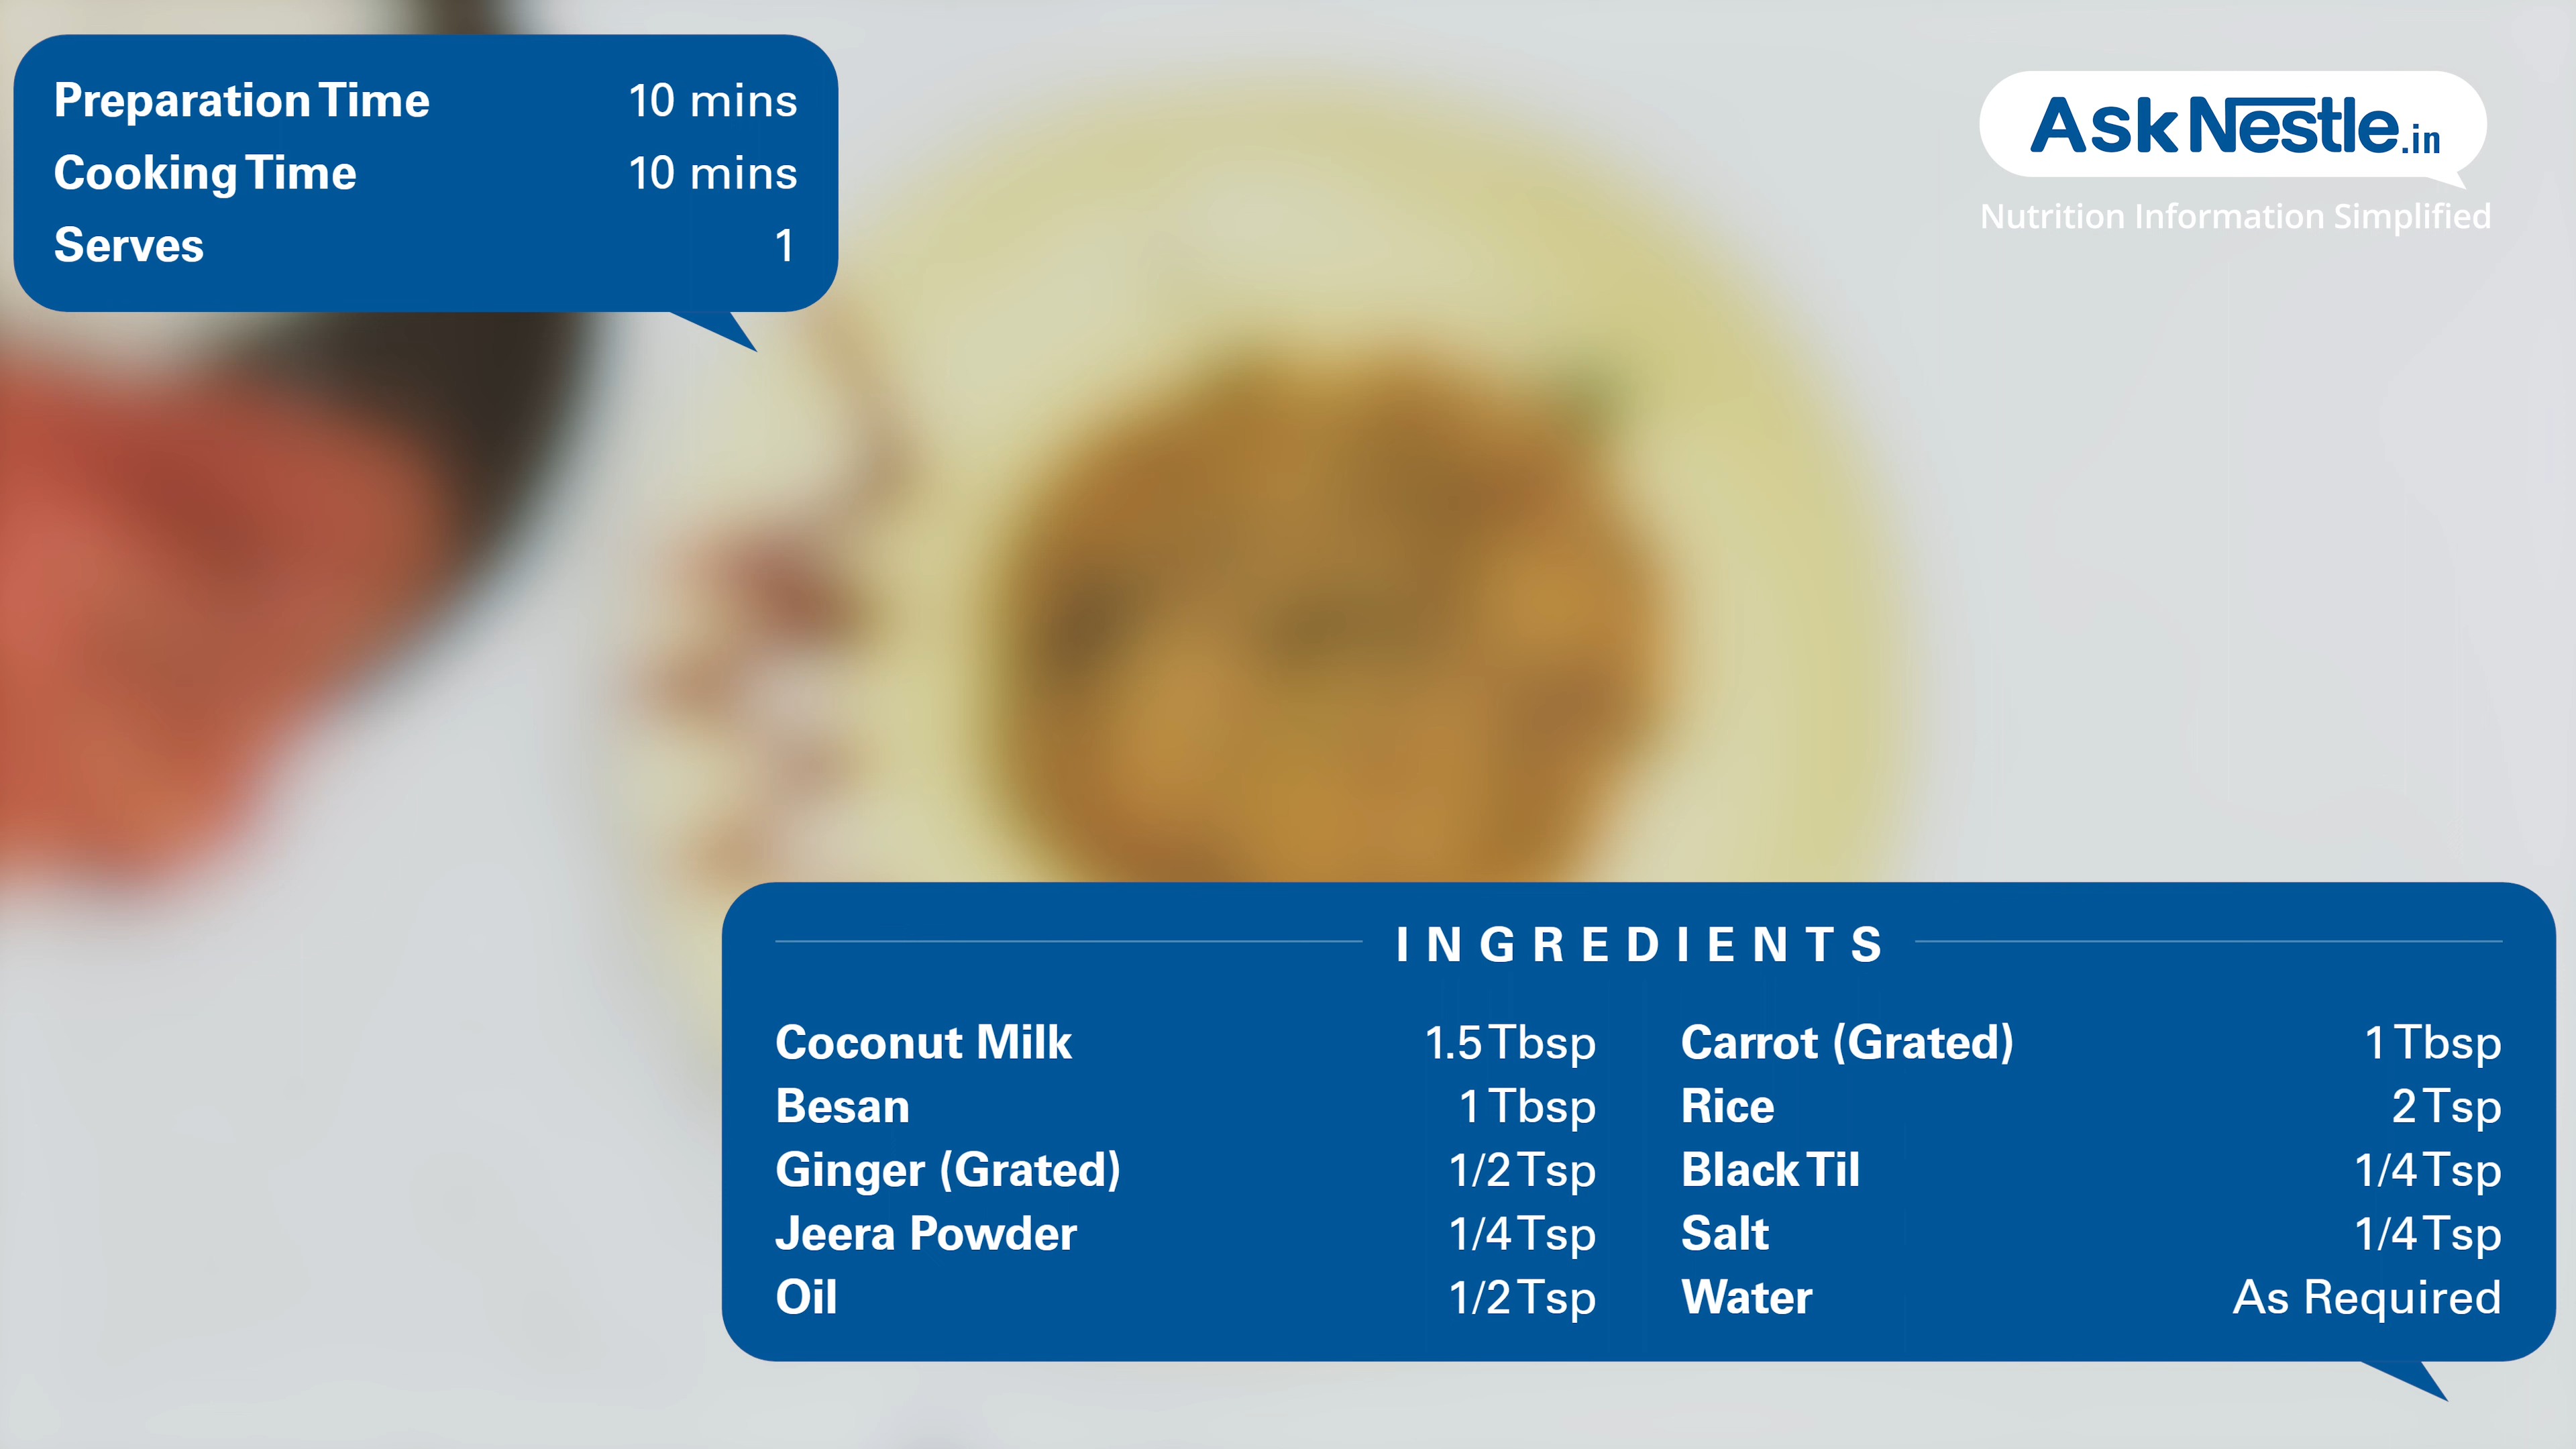 Preparation Time 10 mins
Cooking Time 10 mins
Serves 1
Ask Nestle.in
Nutrition Information Simplified
INGREDIENTS
Coconut Milk 1.5 Tbsp
Besan 1 Tbsp
Ginger (Grated) 1/2 Tsp
Jeera Powder 1/4 Tsp
Oil 1/2 Tsp
Carrot (Grated) 1 Tbsp
Rice 2 Tsp
Black Til 1/4 Tsp
Salt 1/4 Tsp
Water As Required